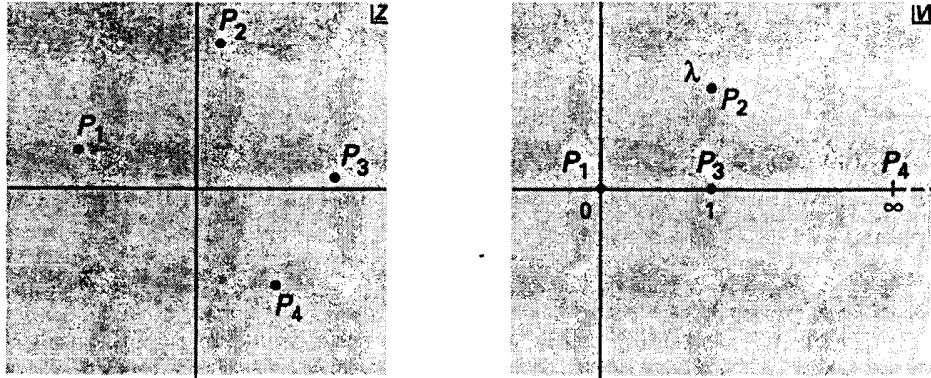 Z
P₂
P₁
P₃
P₄
λ
P₂
P₁ P₃ P₄
0 1 ∞